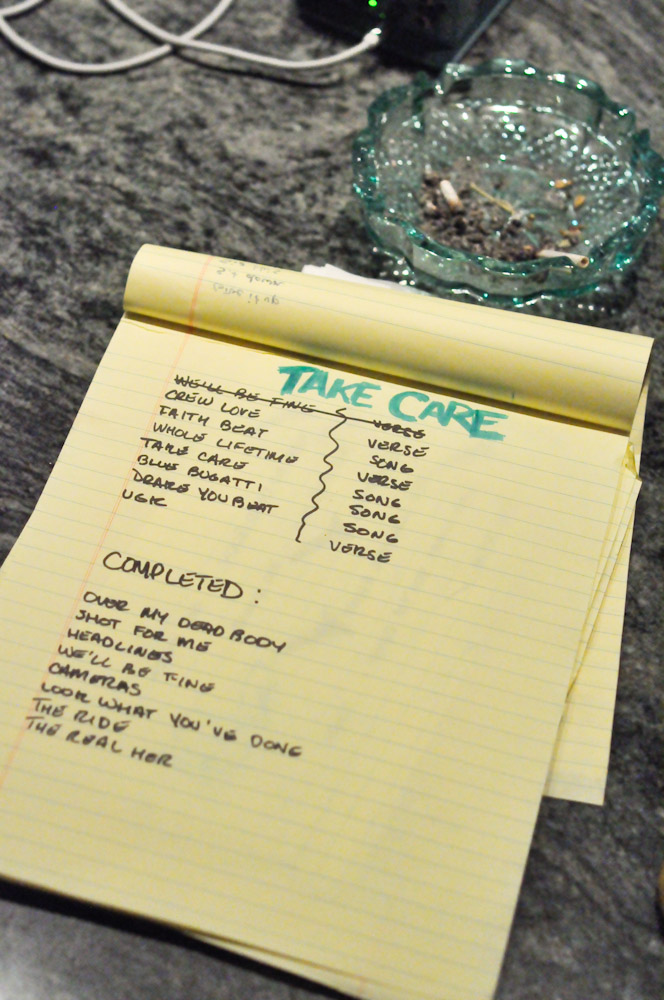 TAKE CARE
WE'LL BE FINE VERSE
CREW LOVE VERSE
FAITH BEAT SONG
WHOLE LIFETIME VERSE
TAKE CARE SONG
BLUE BUGATTI SONG
DRAKE YOU BEAT SONG
UGK VERSE
COMPLETED:
OVER MY DEAD BODY
SHOT FOR ME
HEADLINES
WE'LL BE FINE
CAMERAS
LOOK WHAT YOU'VE DONE
THE RIDE
THE REAL HER